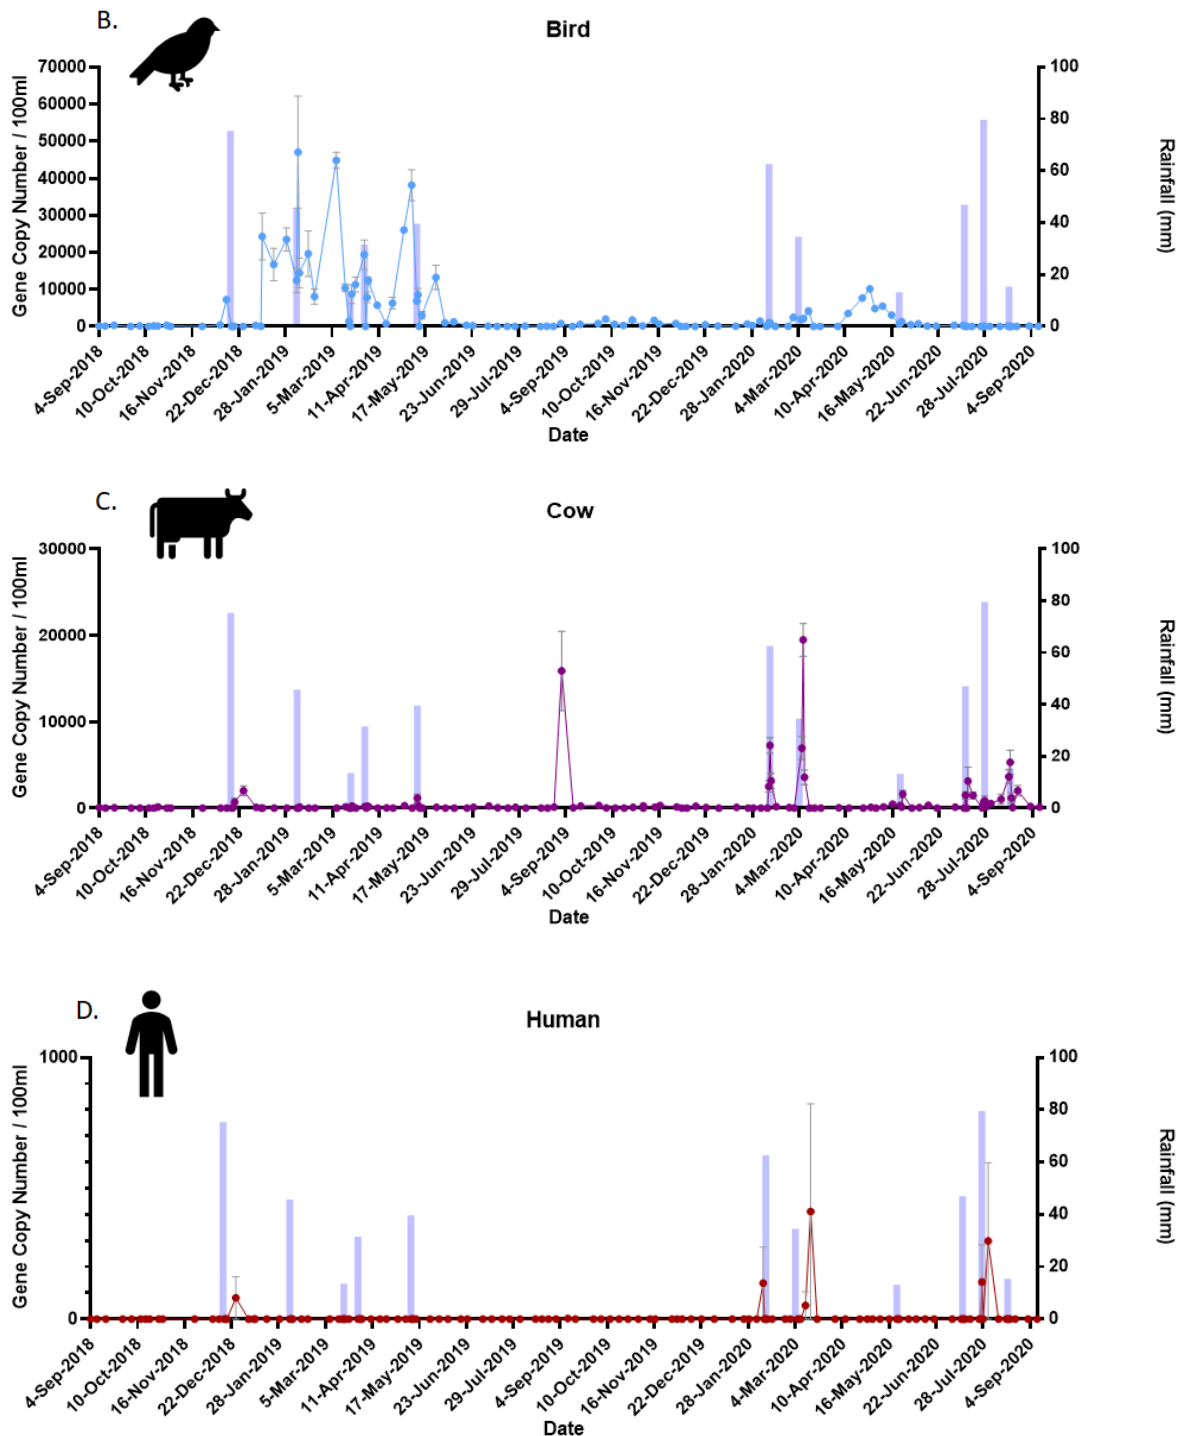 B.
Bird
Gene Copy Number / 100ml
70000
60000
50000
40000
30000
20000
10000
0
100
80
60
40
20
0
Rainfall (mm)
4-Sep-2018
10-Oct-2018
16-Nov-2018
22-Dec-2018
28-Jan-2019
5-Mar-2019
11-Apr-2019
17-May-2019
23-Jun-2019
29-Jul-2019
4-Sep-2019
10-Oct-2019
16-Nov-2019
22-Dec-2019
28-Jan-2020
4-Mar-2020
10-Apr-2020
16-May-2020
22-Jun-2020
28-Jul-2020
4-Sep-2020
Date
C.
Cow
Gene Copy Number / 100ml
30000
20000
10000
0
100
80
60
40
20
0
Rainfall (mm)
4-Sep-2018
10-Oct-2018
16-Nov-2018
22-Dec-2018
28-Jan-2019
5-Mar-2019
11-Apr-2019
17-May-2019
23-Jun-2019
29-Jul-2019
4-Sep-2019
10-Oct-2019
16-Nov-2019
22-Dec-2019
28-Jan-2020
4-Mar-2020
10-Apr-2020
16-May-2020
22-Jun-2020
28-Jul-2020
4-Sep-2020
Date
D.
Human
Gene Copy Number / 100ml
1000
0
100
80
60
40
20
0
Rainfall (mm)
4-Sep-2018
10-Oct-2018
16-Nov-2018
22-Dec-2018
28-Jan-2019
5-Mar-2019
11-Apr-2019
17-May-2019
23-Jun-2019
29-Jul-2019
4-Sep-2019
10-Oct-2019
16-Nov-2019
22-Dec-2019
28-Jan-2020
4-Mar-2020
10-Apr-2020
16-May-2020
22-Jun-2020
28-Jul-2020
4-Sep-2020
Date